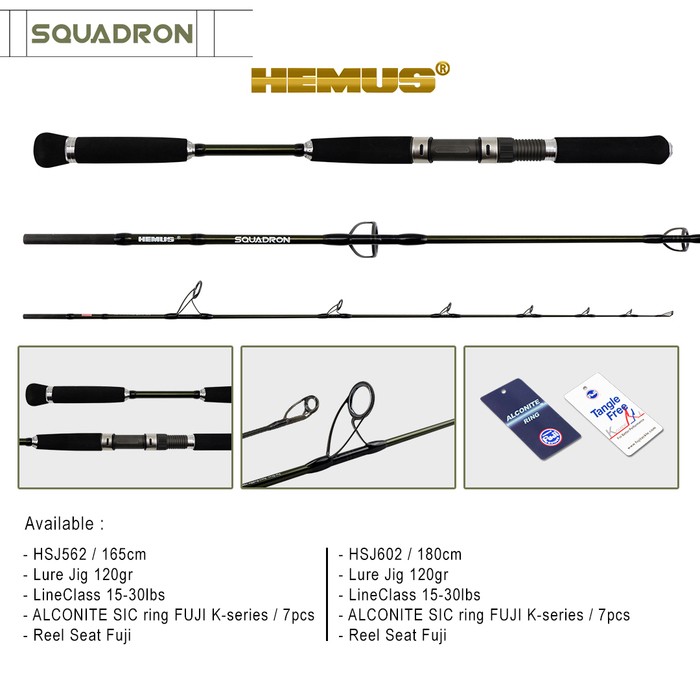 SQUADRON
HEMUS®
HEMUS® SQUADRON
ALCONITE
RING
Tangle
Free
Available :
- HSJ562 / 165cm
- Lure Jig 120gr
- LineClass 15-30lbs
- ALCONITE SIC ring FUJI K-series / 7pcs
- Reel Seat Fuji
- HSJ602 / 180cm
- Lure Jig 120gr
- LineClass 15-30lbs
- ALCONITE SIC ring FUJI K-series / 7pcs
- Reel Seat Fuji